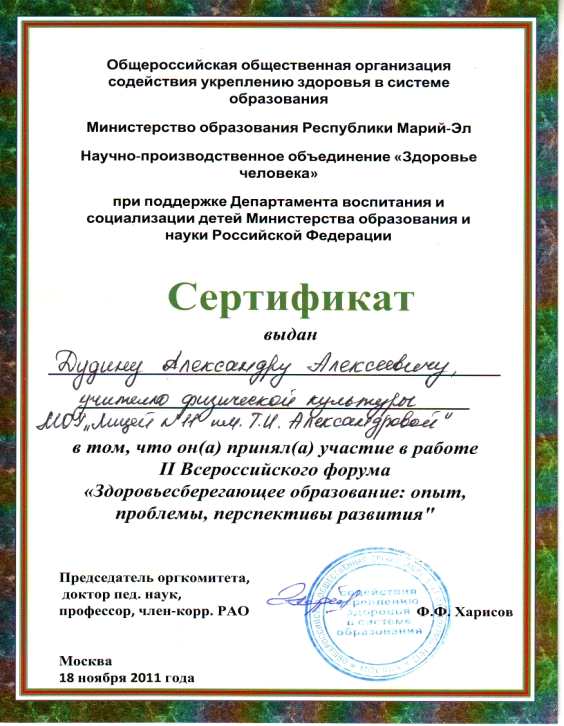 Общероссийская общественная организация
содействия укреплению здоровья в системе
образования
Министерство образования Республики Марий-Эл
Научно-производственное объединение «Здоровье
человека»
при поддержке Департамента воспитания и
социализации детей Министерства образования и
науки Российской Федерации
Сертификат
выдан
Дудину Александру Алексеевичу,
учителю физической культуры
МОУ „Лицей №11 им. Т.И. Александровой"
в том, что он(а) принял(а) участие в работе
II Всероссийского форума
«Здоровьесберегающее образование: опыт,
проблемы, перспективы развития"
Председатель оргкомитета,
доктор пед. наук,
профессор, член-корр. РАО
Ф.Ф. Харисов
содействия
укреплению
здоровья
в системе
образования
Москва
18 ноября 2011 года